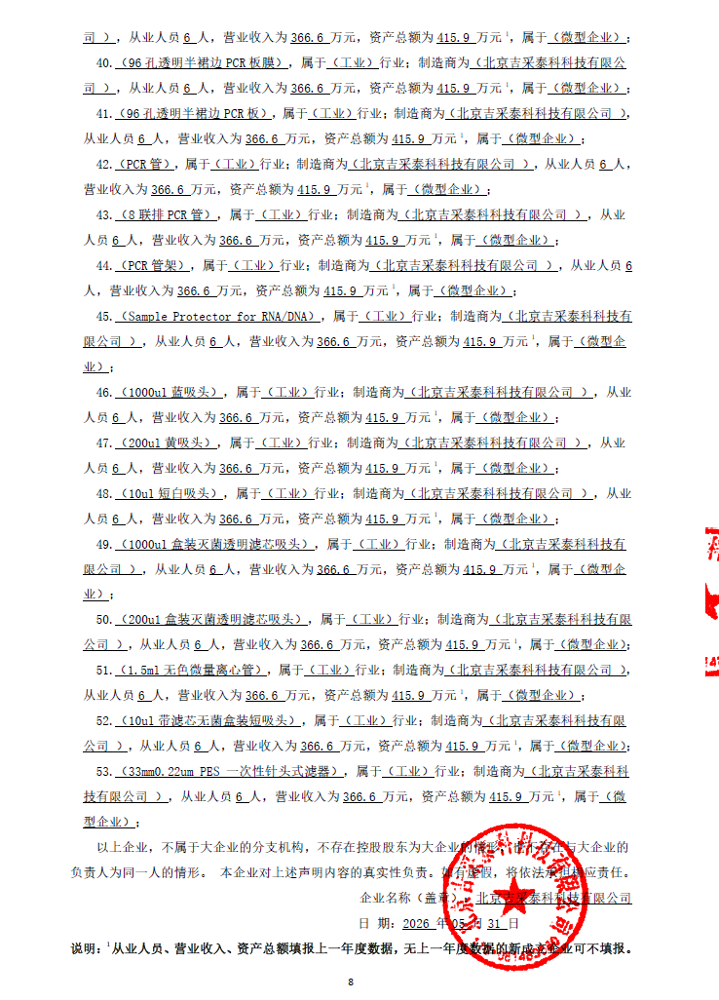 司 ），从业人员 6 人，营业收入为 366.6 万元，资产总额为 415.9 万元¹，属于（微型企业）；
40.（96 孔透明半裙边 PCR 板膜），属于（工业）行业；制造商为（北京吉采泰科科技有限公
司 ），从业人员 6 人，营业收入为 366.6 万元，资产总额为 415.9 万元¹，属于（微型企业）；
41.（96 孔透明半裙边 PCR 板），属于（工业）行业；制造商为（北京吉采泰科科技有限公司 ），
从业人员 6 人，营业收入为 366.6 万元，资产总额为 415.9 万元¹，属于（微型企业）；
42.（PCR 管），属于（工业）行业；制造商为（北京吉采泰科科技有限公司 ），从业人员 6 人，
营业收入为 366.6 万元，资产总额为 415.9 万元¹，属于（微型企业）；
43.（8 联排 PCR 管），属于（工业）行业；制造商为（北京吉采泰科科技有限公司 ），从业
人员 6 人，营业收入为 366.6 万元，资产总额为 415.9 万元¹，属于（微型企业）；
44.（PCR 管架），属于（工业）行业；制造商为（北京吉采泰科科技有限公司 ），从业人员 6
人，营业收入为 366.6 万元，资产总额为 415.9 万元¹，属于（微型企业）；
45.（Sample Protector for RNA/DNA），属于（工业）行业；制造商为（北京吉采泰科科技有
限公司 ），从业人员 6 人，营业收入为 366.6 万元，资产总额为 415.9 万元¹，属于（微型企
业）；
46.（1000ul 蓝吸头），属于（工业）行业；制造商为（北京吉采泰科科技有限公司 ），从业
人员 6 人，营业收入为 366.6 万元，资产总额为 415.9 万元¹，属于（微型企业）；
47.（200ul 黄吸头），属于（工业）行业；制造商为（北京吉采泰科科技有限公司 ），从业
人员 6 人，营业收入为 366.6 万元，资产总额为 415.9 万元¹，属于（微型企业）；
48.（10ul 短白吸头），属于（工业）行业；制造商为（北京吉采泰科科技有限公司 ），从业
人员 6 人，营业收入为 366.6 万元，资产总额为 415.9 万元¹，属于（微型企业）；
49.（1000ul 盒装灭菌透明滤芯吸头），属于（工业）行业；制造商为（北京吉采泰科科技有
限公司 ），从业人员 6 人，营业收入为 366.6 万元，资产总额为 415.9 万元¹，属于（微型企
业）；
50.（200ul 盒装灭菌透明滤芯吸头），属于（工业）行业；制造商为（北京吉采泰科科技有限
公司 ），从业人员 6 人，营业收入为 366.6 万元，资产总额为 415.9 万元¹，属于（微型企业）；
51.（1.5ml 无色微量离心管），属于（工业）行业；制造商为（北京吉采泰科科技有限公司 ），
从业人员 6 人，营业收入为 366.6 万元，资产总额为 415.9 万元¹，属于（微型企业）；
52.（10ul 带滤芯无菌盒装短吸头），属于（工业）行业；制造商为（北京吉采泰科科技有限
公司 ），从业人员 6 人，营业收入为 366.6 万元，资产总额为 415.9 万元¹，属于（微型企业）；
53.（33mm0.22um PES 一次性针头式滤器），属于（工业）行业；制造商为（北京吉采泰科科
技有限公司 ），从业人员 6 人，营业收入为 366.6 万元，资产总额为 415.9 万元¹，属于（微
型企业）；
以上企业，不属于大企业的分支机构，不存在控股股东为大企业的情形，也不存在与大企业的
负责人为同一人的情形。 本企业对上述声明内容的真实性负责。如有虚假，将依法承担相应责任。
企业名称（盖章）：北京吉采泰科科技有限公司
日 期：2026 年 05 月 31 日
说明：¹从业人员、营业收入、资产总额填报上一年度数据，无上一年度数据的新成立企业可不填报。
北京吉采泰科科技有限公司
8